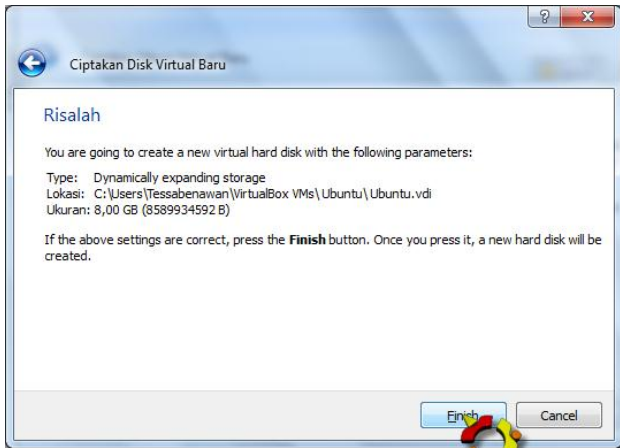 Ciptakan Disk Virtual Baru
Risalah
You are going to create a new virtual hard disk with the following parameters:
Type: Dynamically expanding storage
Lokasi: C:\Users\Tessabenawan\VirtualBox VMs\Ubuntu\Ubuntu.vdi
Ukuran: 8,00 GB (8589934592 B)
If the above settings are correct, press the Finish button. Once you press it, a new hard disk will be
created.
Finish Cancel